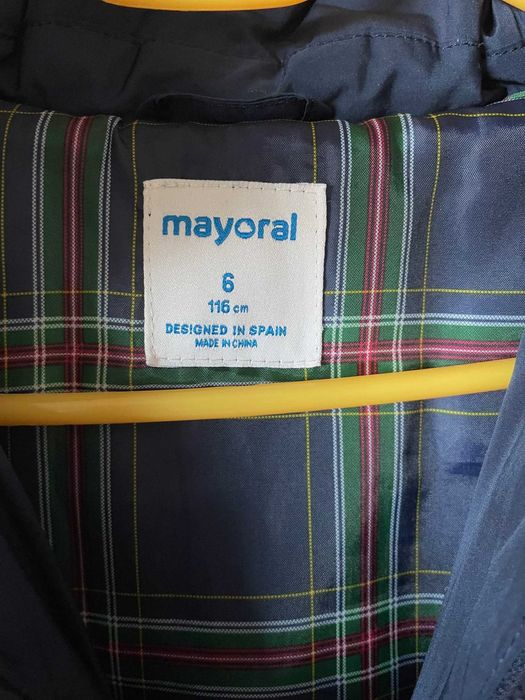 mayoral
6
116 cm
DESIGNED IN SPAIN
MADE IN CHINA